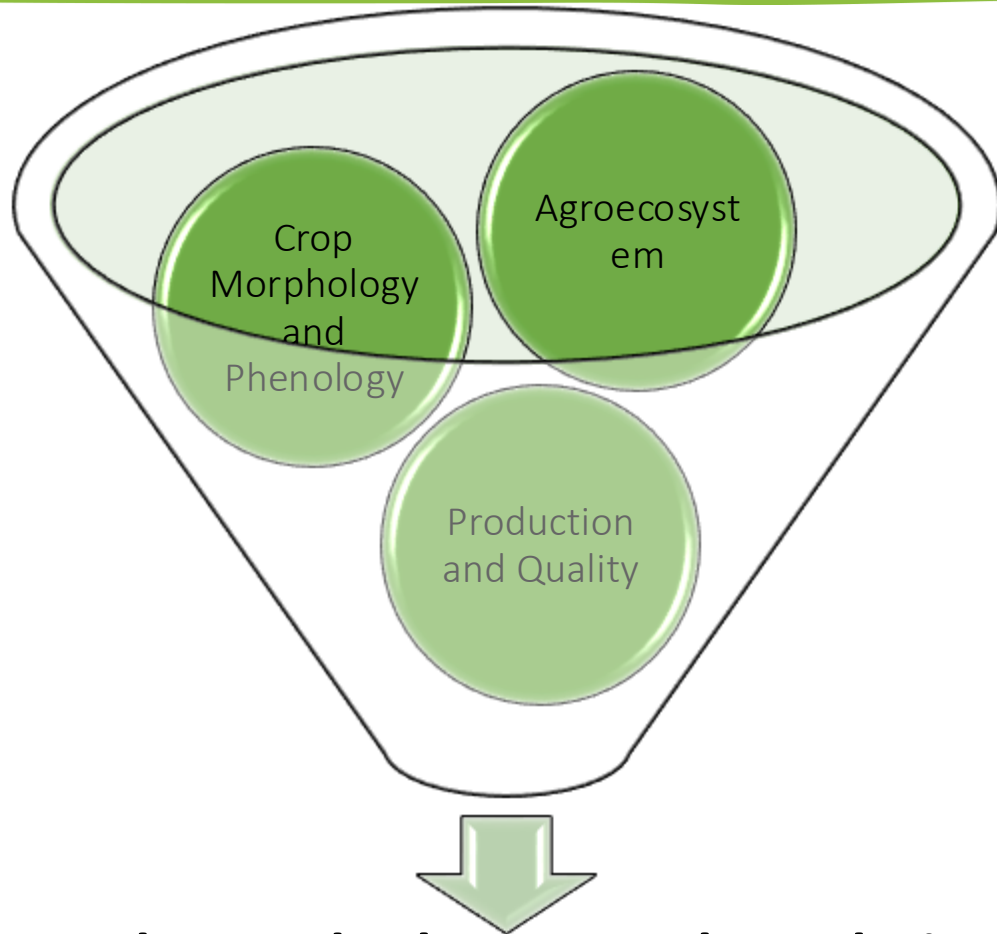 Crop
Morphology
and
Phenology
Agroecosyst
em
Production
and Quality